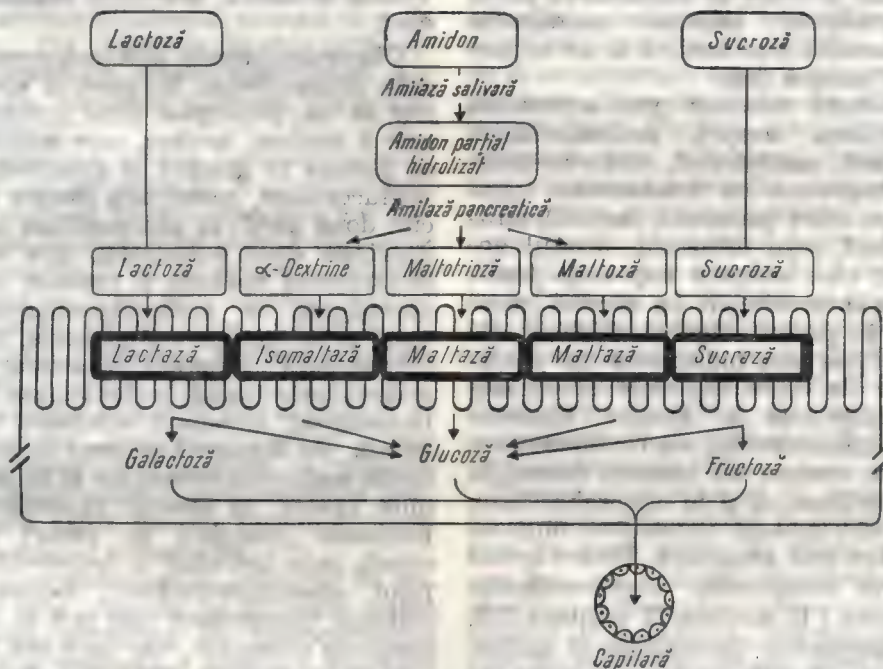 Lactoză
Amidon
Sucroză
Amilază salivară
Amidon parțial
hidrolizat
Amilază pancreatică
Lactoză
α-Dextrine
Maltotrioză
Maltoză
Sucroză
Lactază
Isomaltază
Maltază
Maltază
Sucrază
Galactoză
Glucoză
Fructoză
Capilară